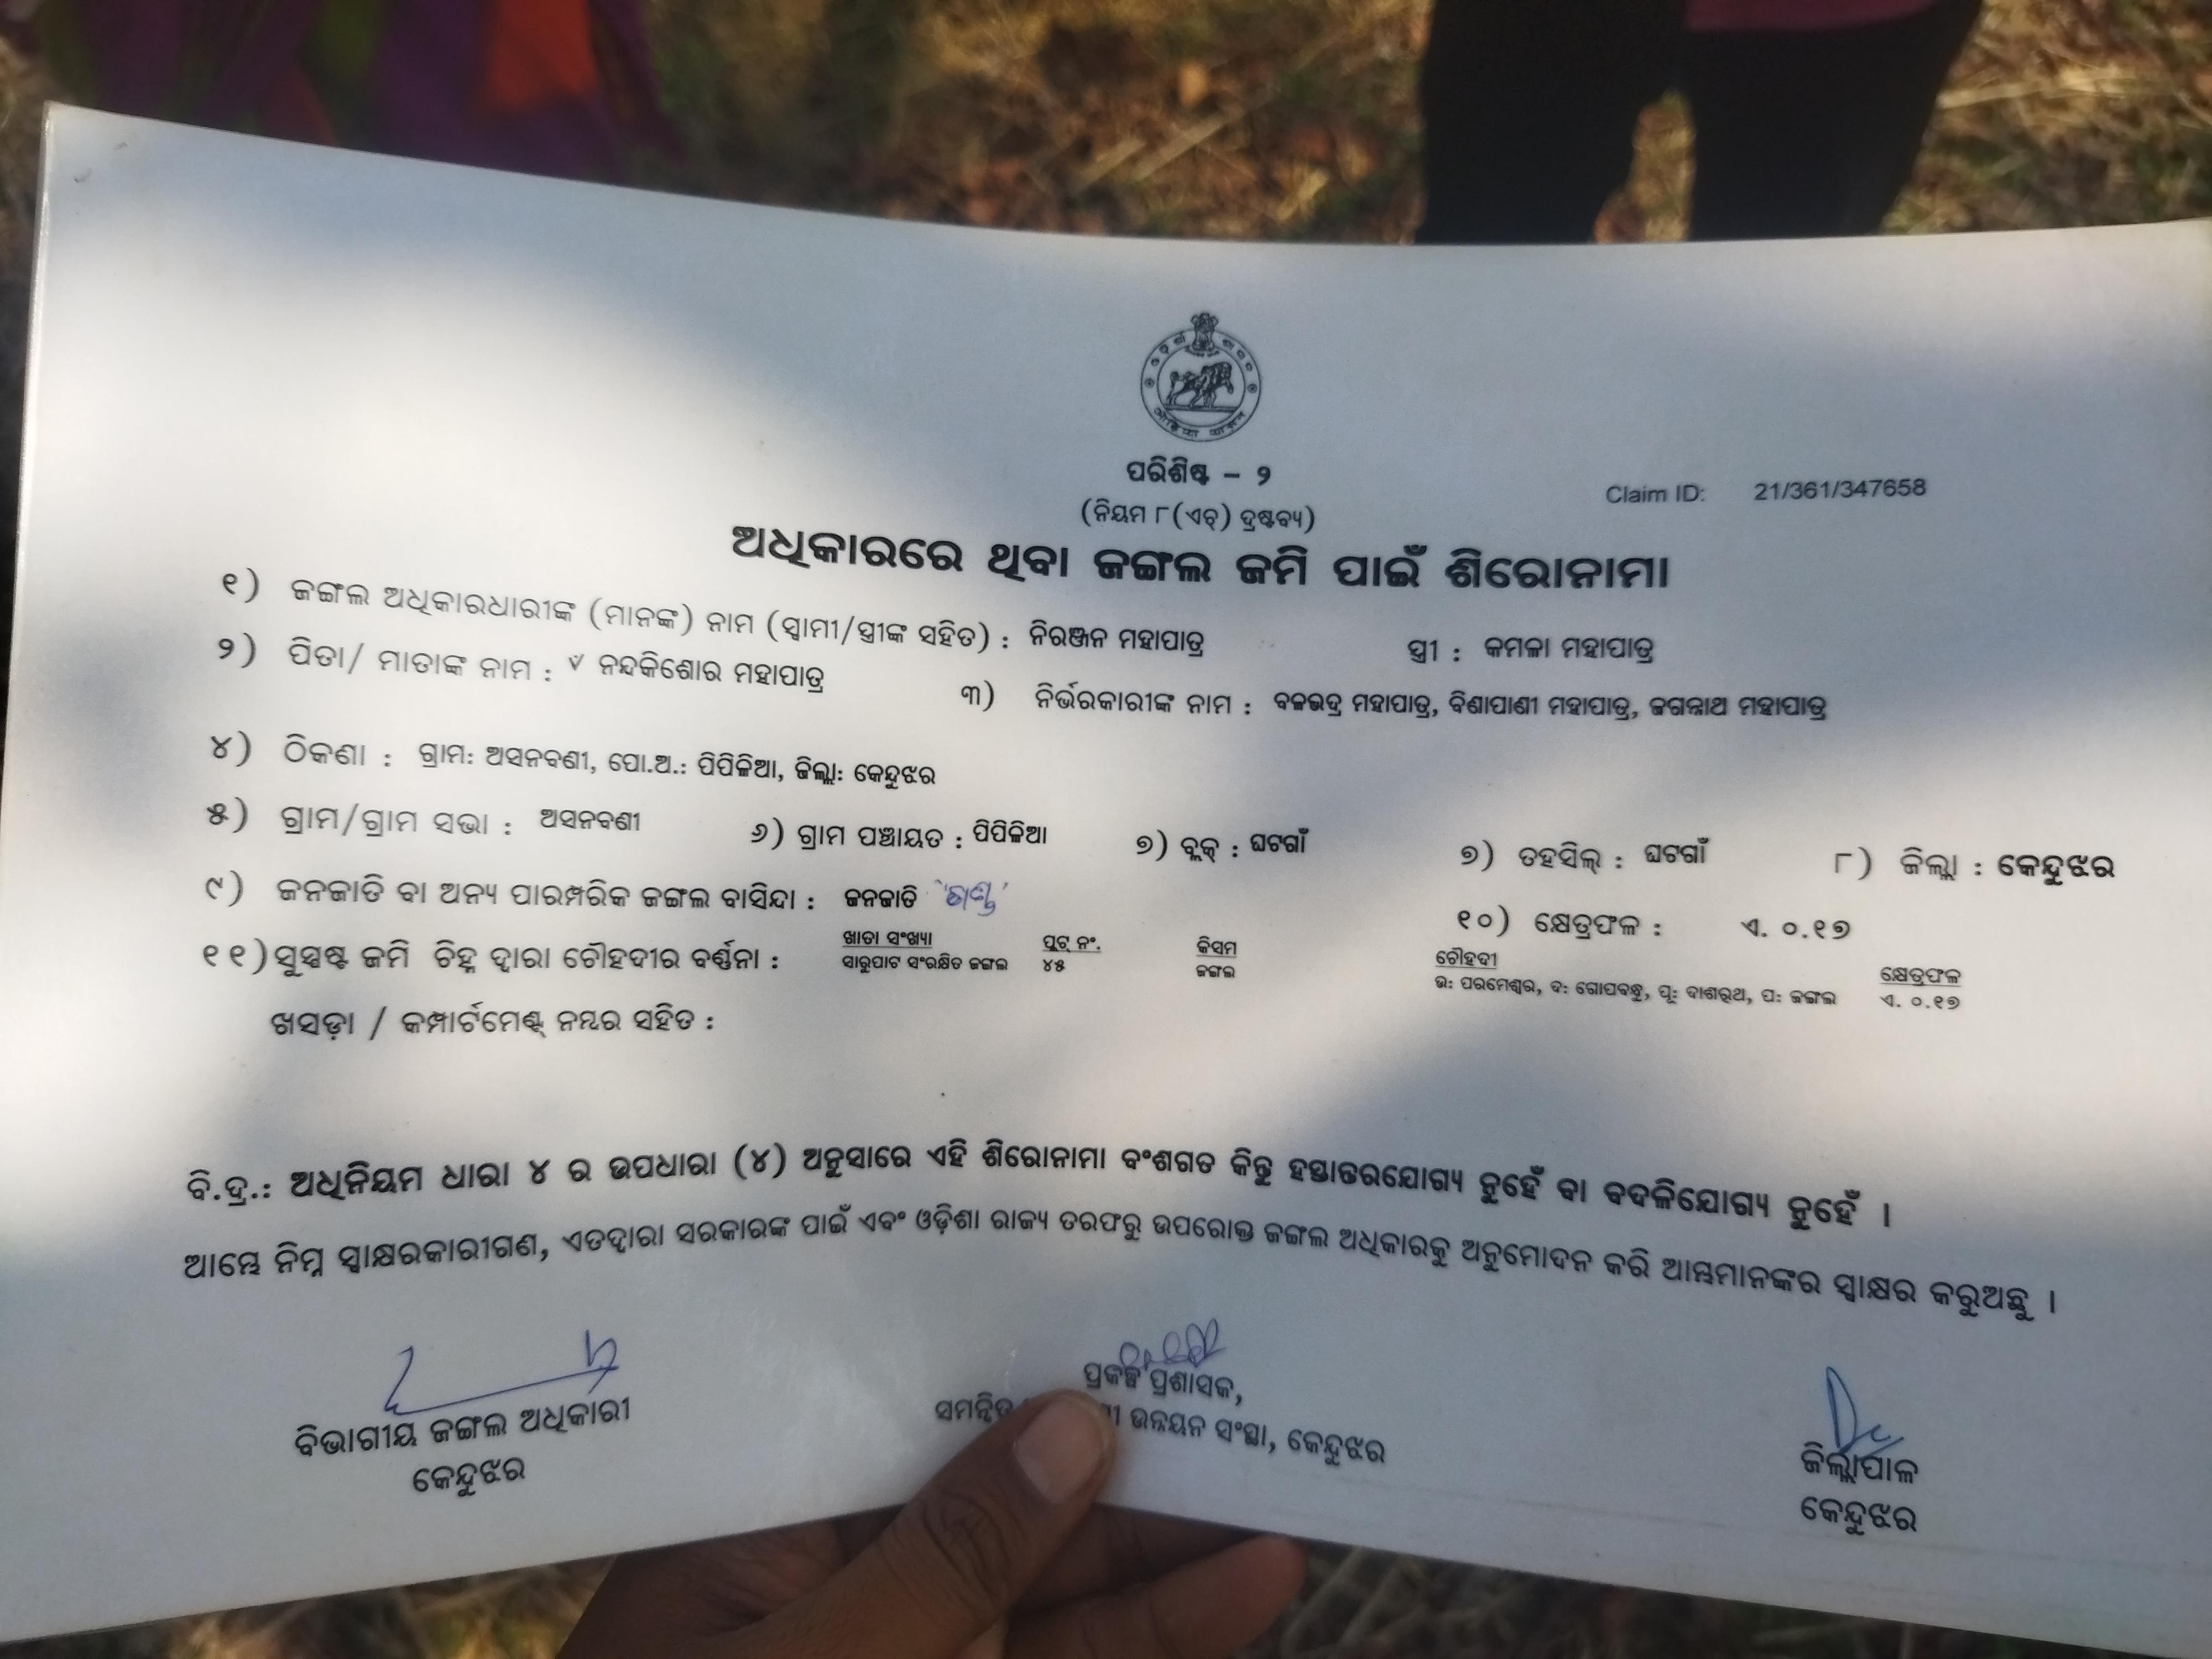 ପରିଶିଷ୍ଟ – ୨
(ନିୟମ ୮(ଏଚ୍) ଦ୍ରଷ୍ଟବ୍ୟ)
Claim ID: 21/361/347658
ଅଧିକାରରେ ଥିବା ଜଙ୍ଗଲ ଜମି ପାଇଁ ଶିରୋନାମା
୧) ଜଙ୍ଗଲ ଅଧିକାରଧାରୀଙ୍କ (ମାନଙ୍କ) ନାମ (ସ୍ୱାମୀ/ସ୍ତ୍ରୀଙ୍କ ସହିତ) : ନିରଞ୍ଜନ ମହାପାତ୍ର ସ୍ତ୍ରୀ : କମଳା ମହାପାତ୍ର
୨) ପିତା/ ମାତାଙ୍କ ନାମ : ନନ୍ଦକିଶୋର ମହାପାତ୍ର
୩) ନିର୍ଭରକାରୀଙ୍କ ନାମ : ବଳଭଦ୍ର ମହାପାତ୍ର, ବିଣାପାଣୀ ମହାପାତ୍ର, ଜଗନ୍ନାଥ ମହାପାତ୍ର
୪) ଠିକଣା : ଗ୍ରାମ: ଅସନବଣୀ, ପୋ.ଅ.: ପିପିଳିଆ, ଜିଲ୍ଲା: କେନ୍ଦୁଝର
୫) ଗ୍ରାମ/ଗ୍ରାମ ସଭା : ଅସନବଣୀ ୬) ଗ୍ରାମ ପଞ୍ଚାୟତ : ପିପିଳିଆ ୭) ବ୍ଲକ୍ : ଘଟଗାଁ ୭) ତହସିଲ୍ : ଘଟଗାଁ ୮) ଜିଲ୍ଲା : କେନ୍ଦୁଝର
୯) ଜନଜାତି ବା ଅନ୍ୟ ପାରମ୍ପରିକ ଜଙ୍ଗଲ ବାସିନ୍ଦା : ଜନଜାତି ୧୦) କ୍ଷେତ୍ରଫଳ : ଏ. ୦.୧୭
୧୧) ସୁସ୍ପଷ୍ଟ ଜମି ଚିହ୍ନ ଦ୍ୱାରା ଚୌହଦୀର ବର୍ଣ୍ଣନା :
ଖାତା ସଂଖ୍ୟା ପ୍ଲଟ୍ ନଂ. କିସମ ଚୌହଦୀ କ୍ଷେତ୍ରଫଳ
ସାରୁପାଟ ସଂରକ୍ଷିତ ଜଙ୍ଗଲ ୪୫ ଜଙ୍ଗଲ ଉ: ପରମେଶ୍ୱର, ଦ: ଗୋପବନ୍ଧୁ, ପୂ: ଦାଶରଥ, ପ: ଜଙ୍ଗଲ ଏ. ୦.୧୭
ଖସଡ଼ା / କମ୍ପାର୍ଟମେଣ୍ଟ୍ ନମ୍ବର ସହିତ :
ବି.ଦ୍ର.: ଅଧିନିୟମ ଧାରା ୪ ର ଉପଧାରା (୪) ଅନୁସାରେ ଏହି ଶିରୋନାମା ବଂଶଗତ କିନ୍ତୁ ହସ୍ତାନ୍ତରଯୋଗ୍ୟ ନୁହେଁ ବା ବଦଳିଯୋଗ୍ୟ ନୁହେଁ ।
ଆମ୍ଭେ ନିମ୍ନ ସ୍ୱାକ୍ଷରକାରୀଗଣ, ଏତଦ୍ୱାରା ସରକାରଙ୍କ ପାଇଁ ଏବଂ ଓଡ଼ିଶା ରାଜ୍ୟ ତରଫରୁ ଉପରୋକ୍ତ ଜଙ୍ଗଲ ଅଧିକାରକୁ ଅନୁମୋଦନ କରି ଆମ୍ଭମାନଙ୍କର ସ୍ୱାକ୍ଷର କରୁଅଛୁ ।
ବିଭାଗୀୟ ଜଙ୍ଗଲ ଅଧିକାରୀ
କେନ୍ଦୁଝର
ପ୍ରକଳ୍ପ ପ୍ରଶାସକ,
ଉନ୍ନୟନ ସଂସ୍ଥା, କେନ୍ଦୁଝର
ଜିଲ୍ଲାପାଳ
କେନ୍ଦୁଝର